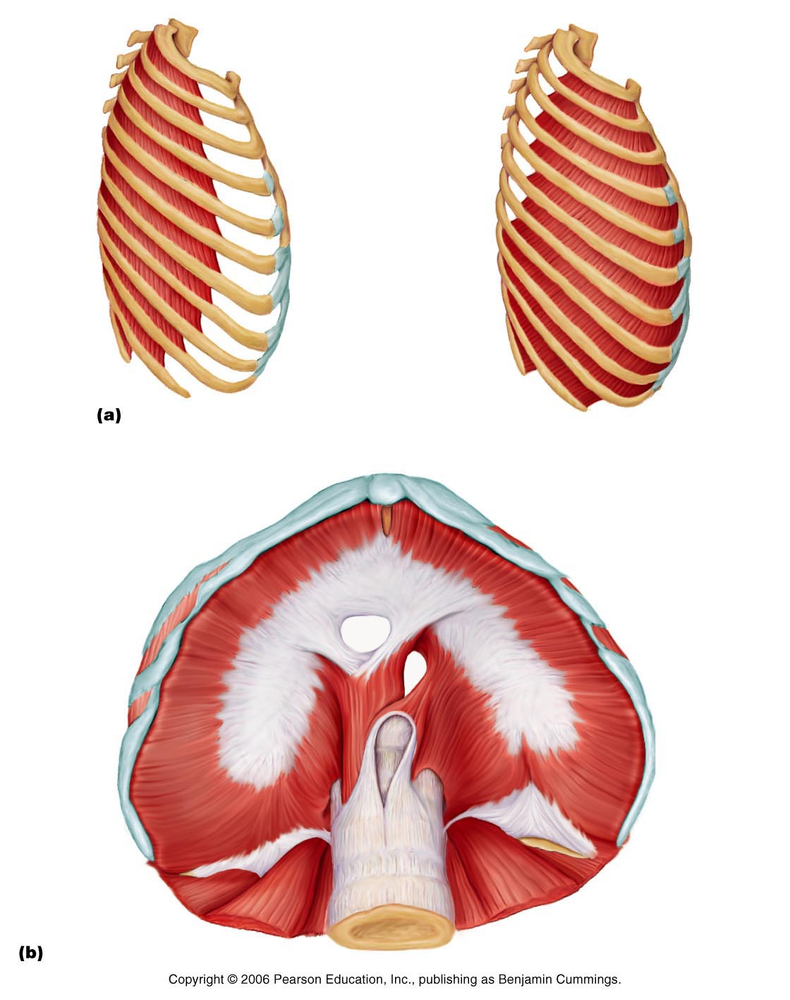 (a)
(b)
Copyright © 2006 Pearson Education, Inc., publishing as Benjamin Cummings.